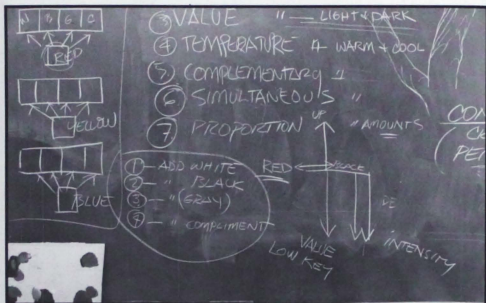 ③ VALUE " — LIGHT & DARK
④ TEMPERATURE " WARM & COOL
⑤ COMPLEMENTARY "
⑥ SIMULTANEOUS "
⑦ PROPORTION " AMOUNTS
RED
YELLOW
BLUE
① — ADD WHITE
② — " BLACK
③ — " (GRAY)
④ — " COMPLIMENT
UP
RED
VALUE
LOW KEY
INTENSITY